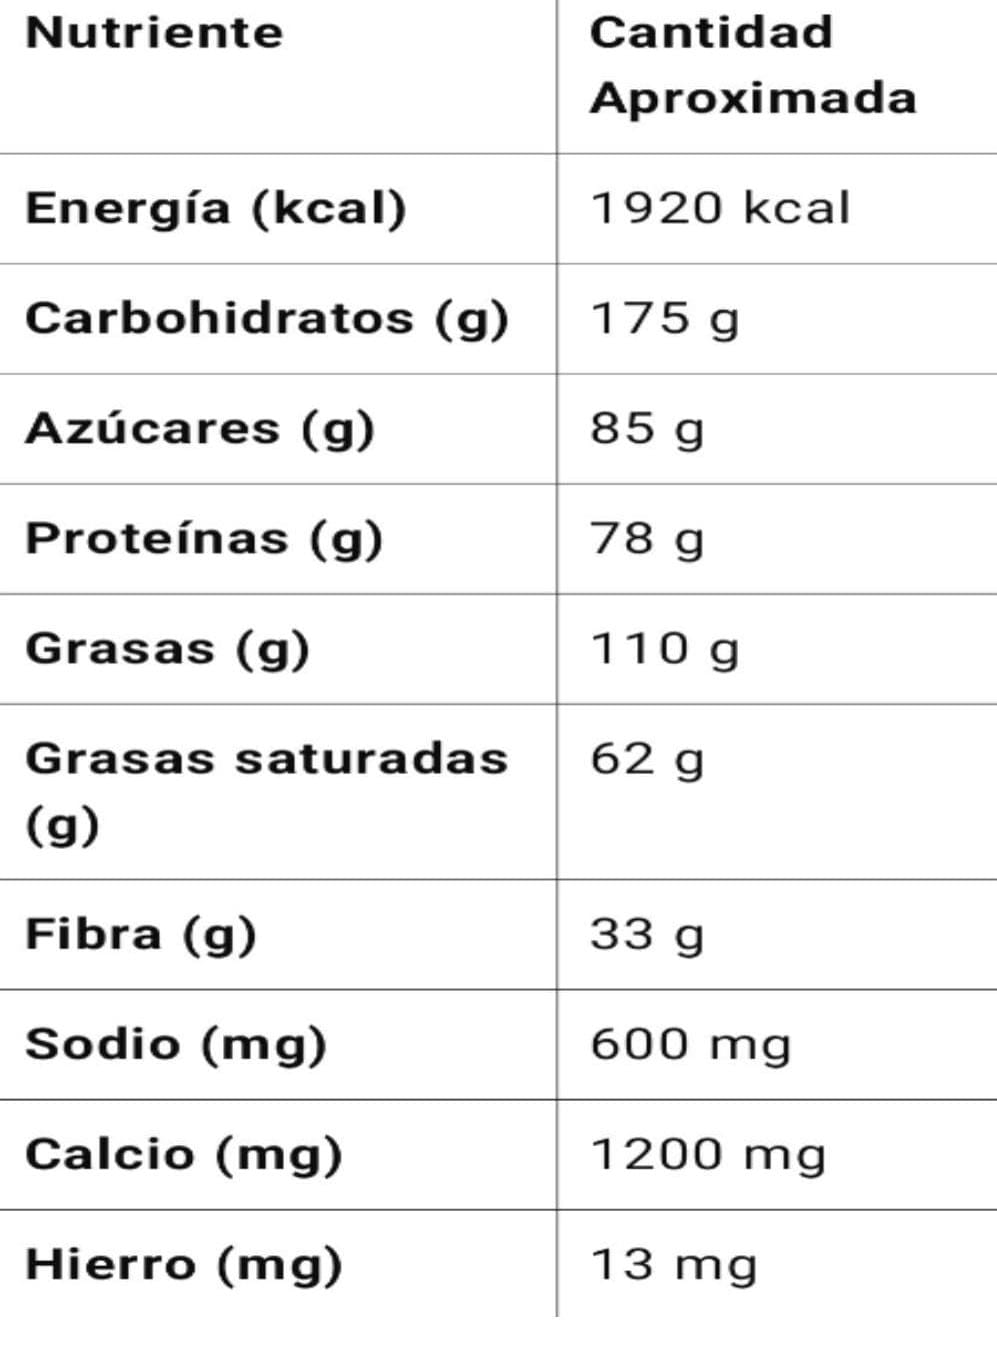 Nutriente Cantidad
Aproximada
Energía (kcal) 1920 kcal
Carbohidratos (g) 175 g
Azúcares (g) 85 g
Proteínas (g) 78 g
Grasas (g) 110 g
Grasas saturadas 62 g
(g)
Fibra (g) 33 g
Sodio (mg) 600 mg
Calcio (mg) 1200 mg
Hierro (mg) 13 mg